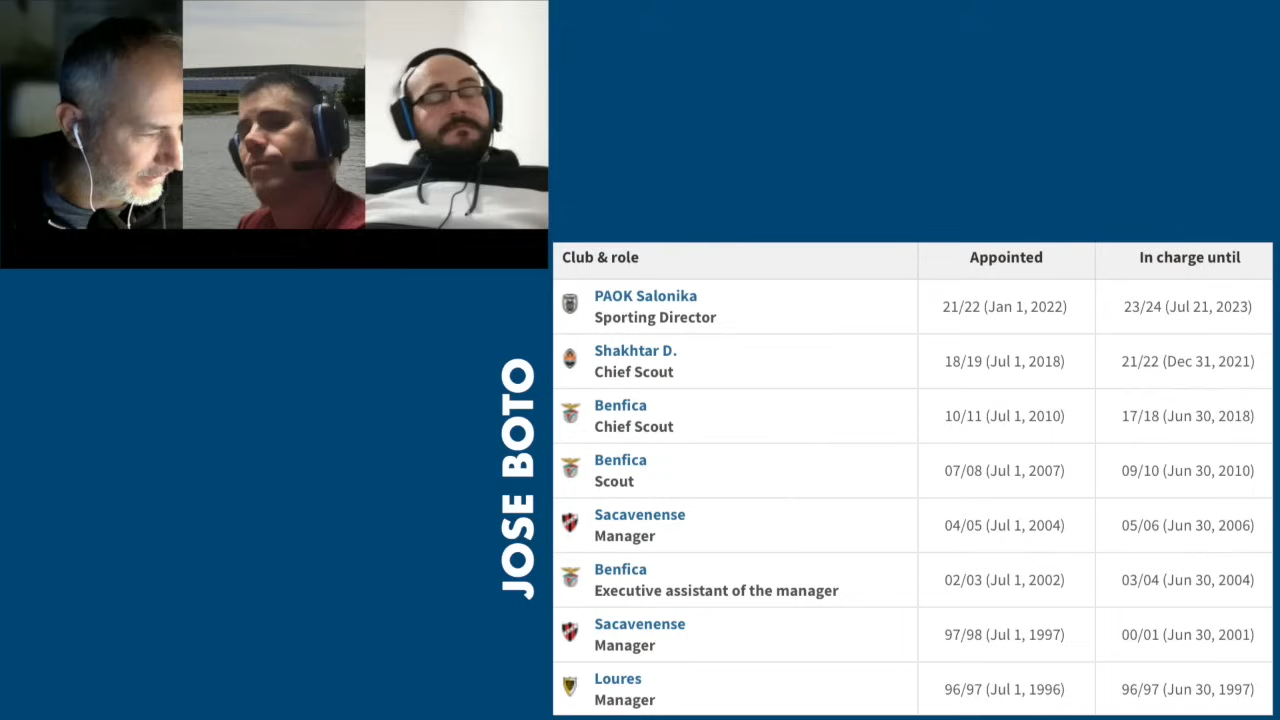 JOSE BOTO
Club & role Appointed In charge until
PAOK Salonika
Sporting Director
21/22 (Jan 1, 2022) 23/24 (Jul 21, 2023)
Shakhtar D.
Chief Scout
18/19 (Jul 1, 2018) 21/22 (Dec 31, 2021)
Benfica
Chief Scout
10/11 (Jul 1, 2010) 17/18 (Jun 30, 2018)
Benfica
Scout
07/08 (Jul 1, 2007) 09/10 (Jun 30, 2010)
Sacavenense
Manager
04/05 (Jul 1, 2004) 05/06 (Jun 30, 2006)
Benfica
Executive assistant of the manager
02/03 (Jul 1, 2002) 03/04 (Jun 30, 2004)
Sacavenense
Manager
97/98 (Jul 1, 1997) 00/01 (Jun 30, 2001)
Loures
Manager
96/97 (Jul 1, 1996) 96/97 (Jun 30, 1997)